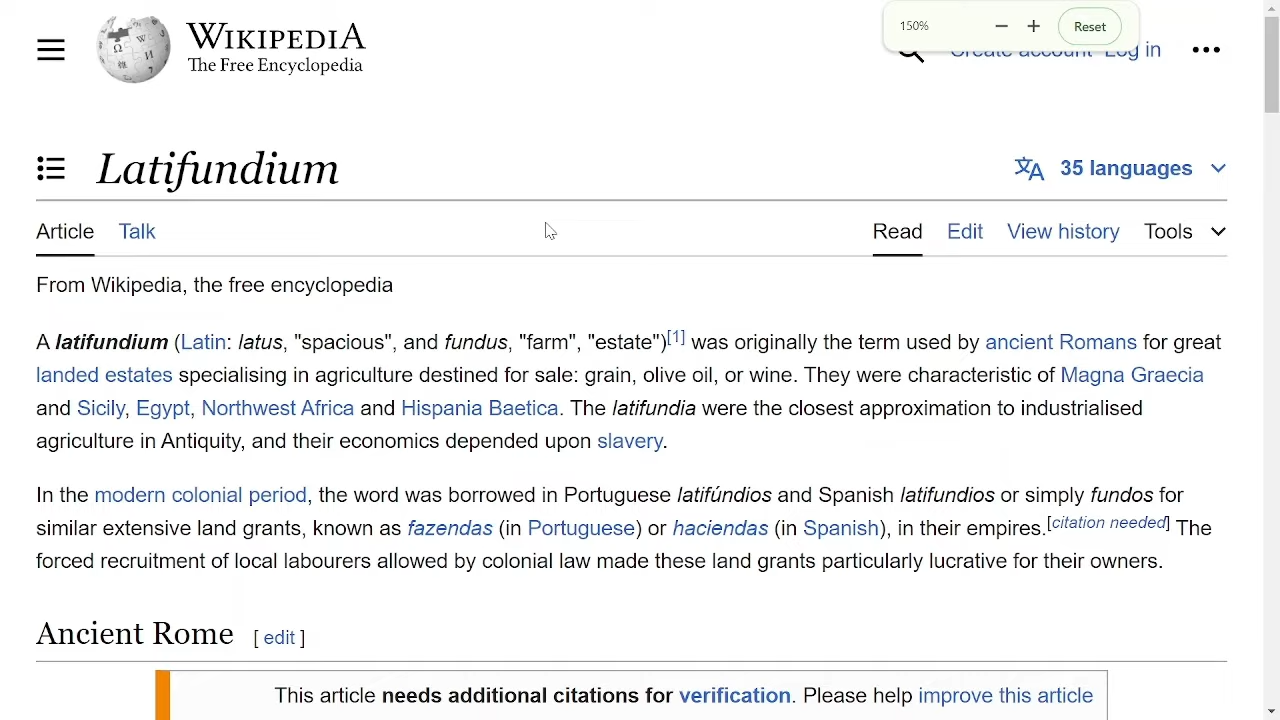 150%
Reset
WIKIPEDIA
The Free Encyclopedia
Create account Log in
Latifundium
35 languages
Article Talk
Read Edit View history Tools
From Wikipedia, the free encyclopedia
A latifundium (Latin: latus, "spacious", and fundus, "farm", "estate")[1] was originally the term used by ancient Romans for great
landed estates specialising in agriculture destined for sale: grain, olive oil, or wine. They were characteristic of Magna Graecia
and Sicily, Egypt, Northwest Africa and Hispania Baetica. The latifundia were the closest approximation to industrialised
agriculture in Antiquity, and their economics depended upon slavery.
In the modern colonial period, the word was borrowed in Portuguese latifúndios and Spanish latifundios or simply fundos for
similar extensive land grants, known as fazendas (in Portuguese) or haciendas (in Spanish), in their empires.[citation needed] The
forced recruitment of local labourers allowed by colonial law made these land grants particularly lucrative for their owners.
Ancient Rome [ edit ]
This article needs additional citations for verification. Please help improve this article